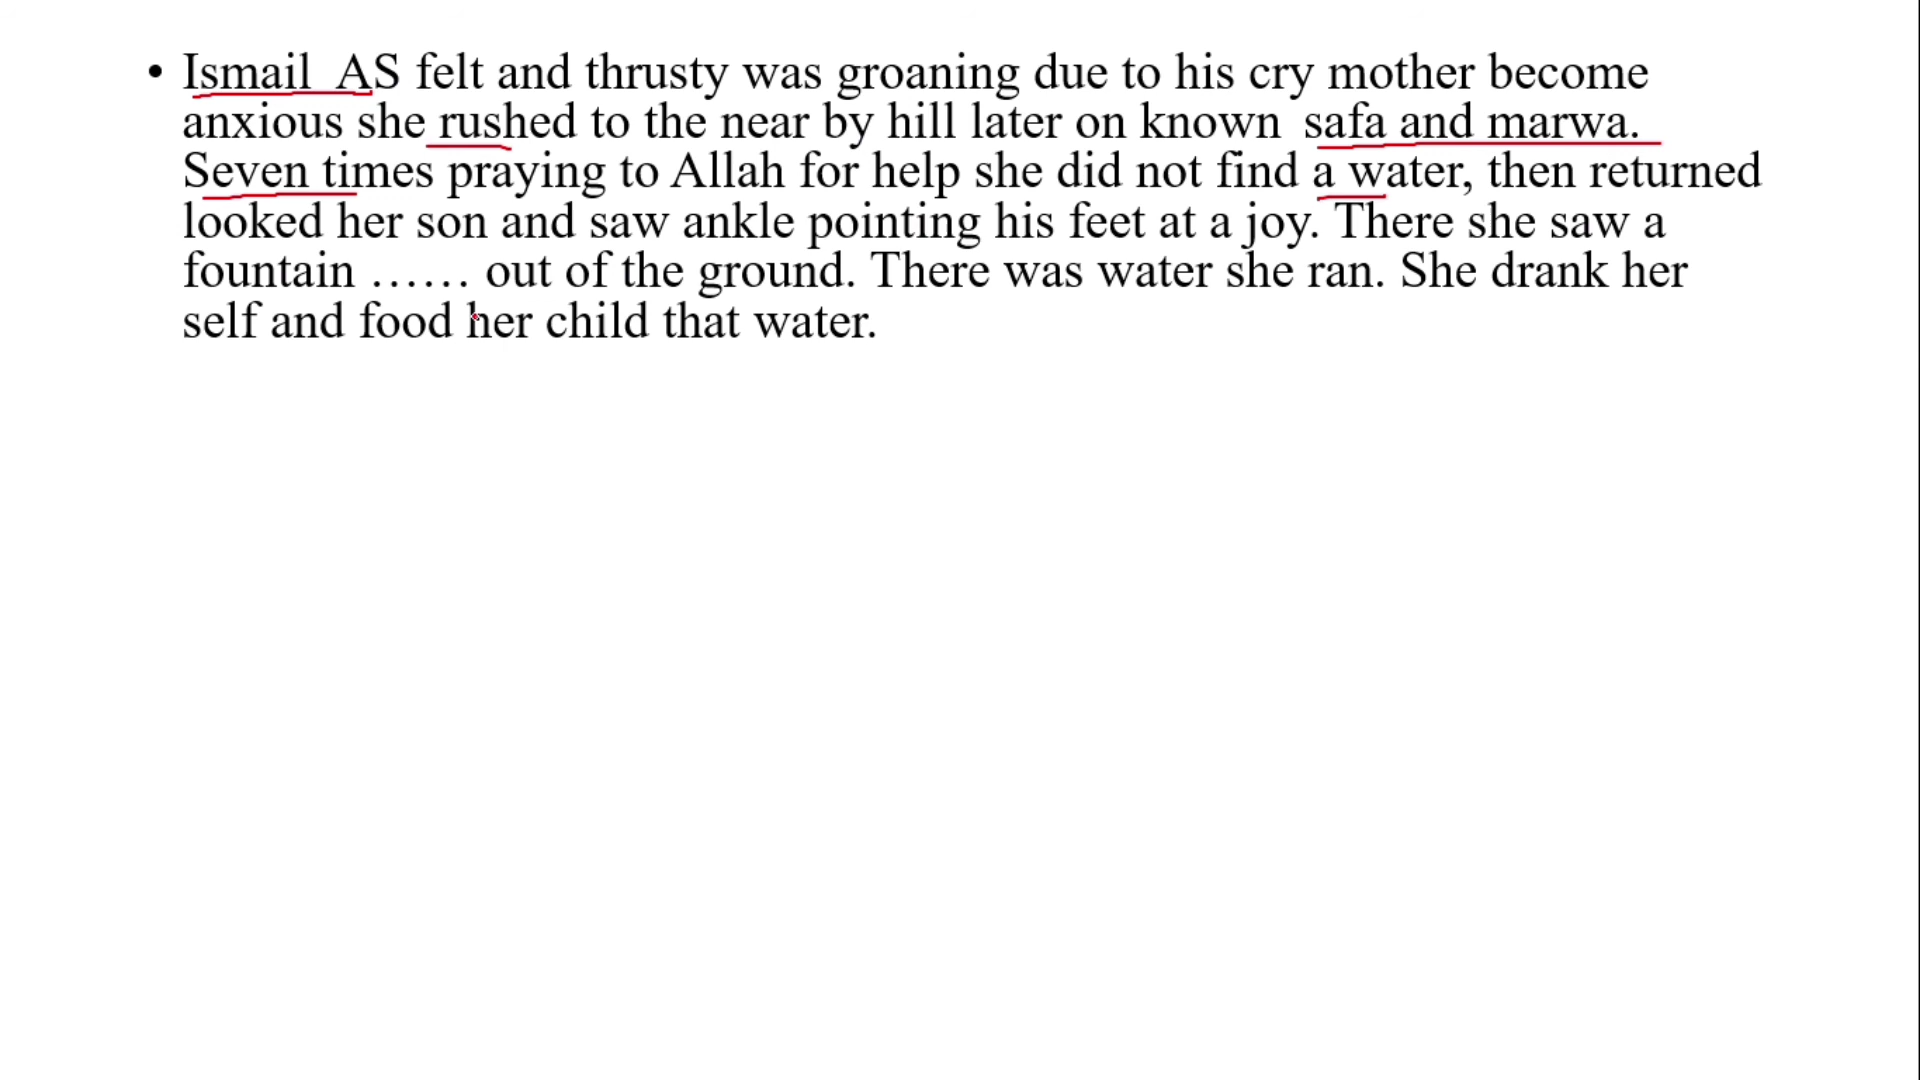 • Ismail  AS felt and thrusty was groaning due to his cry mother become
anxious she rushed to the near by hill later on known  safa and marwa.
Seven times praying to Allah for help she did not find a water, then returned
looked her son and saw ankle pointing his feet at a joy. There she saw a
fountain …… out of the ground. There was water she ran. She drank her
self and food her child that water.